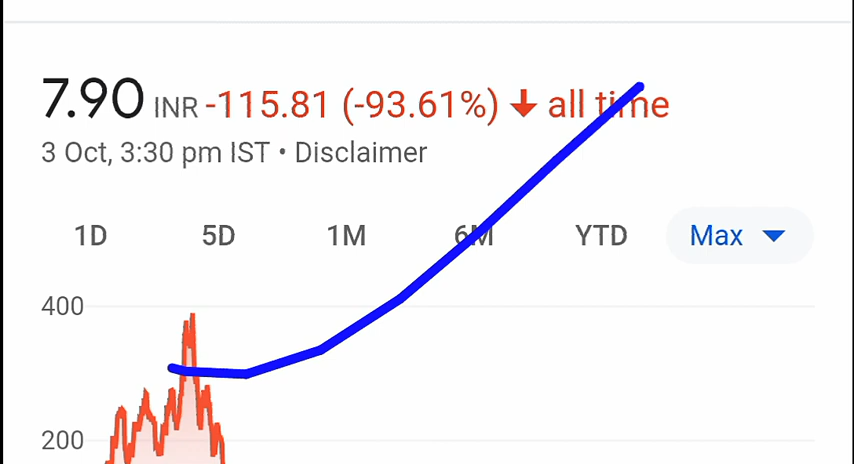 7.90 INR -115.81 (-93.61%) ↓ all time
3 Oct, 3:30 pm IST • Disclaimer
1D 5D 1M 6M YTD Max
400
200